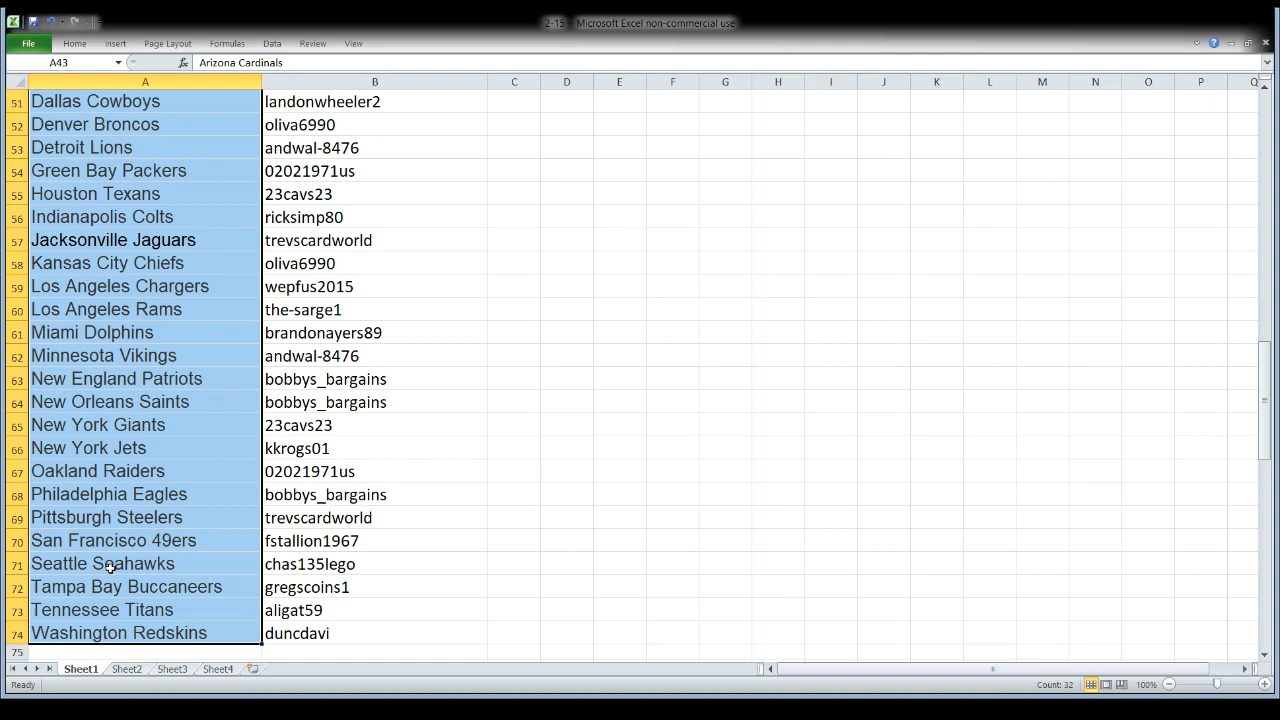 2-15 - Microsoft Excel non-commercial use
File Home Insert Page Layout Formulas Data Review View
A43 fx Arizona Cardinals
A B C D E F G H I J K L M N O P Q
51 Dallas Cowboys landonwheeler2
52 Denver Broncos oliva6990
53 Detroit Lions andwal-8476
54 Green Bay Packers 02021971us
55 Houston Texans 23cavs23
56 Indianapolis Colts ricksimp80
57 Jacksonville Jaguars trevscardworld
58 Kansas City Chiefs oliva6990
59 Los Angeles Chargers wepfus2015
60 Los Angeles Rams the-sarge1
61 Miami Dolphins brandonayers89
62 Minnesota Vikings andwal-8476
63 New England Patriots bobbys_bargains
64 New Orleans Saints bobbys_bargains
65 New York Giants 23cavs23
66 New York Jets kkrogs01
67 Oakland Raiders 02021971us
68 Philadelphia Eagles bobbys_bargains
69 Pittsburgh Steelers trevscardworld
70 San Francisco 49ers fstallion1967
71 Seattle Seahawks chas135lego
72 Tampa Bay Buccaneers gregscoins1
73 Tennessee Titans aligat59
74 Washington Redskins duncdavi
75
Sheet1 Sheet2 Sheet3 Sheet4
Ready Count: 32 100%